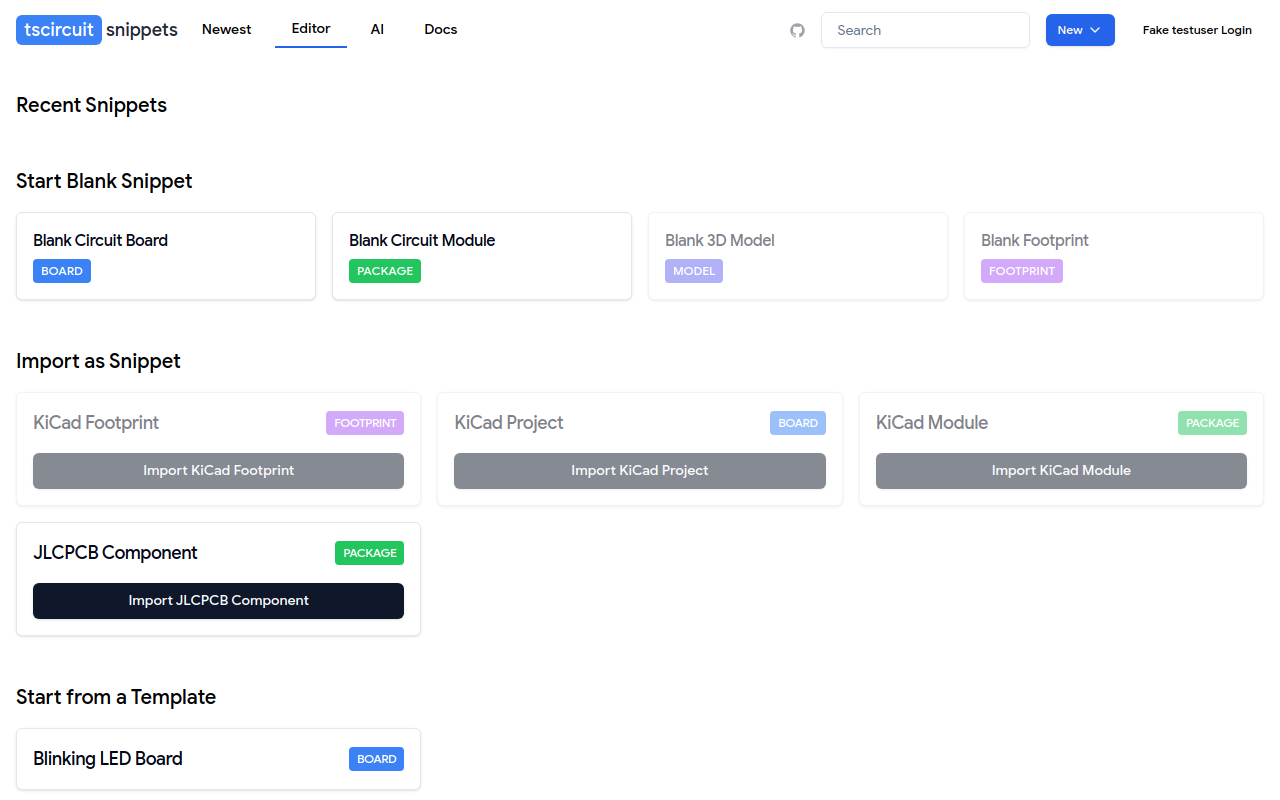 tscircuit snippets Newest Editor AI Docs Search New Fake testuser Login
Recent Snippets
Start Blank Snippet
Blank Circuit Board Blank Circuit Module Blank 3D Model Blank Footprint
BOARD PACKAGE MODEL FOOTPRINT
Import as Snippet
KiCad Footprint FOOTPRINT KiCad Project BOARD KiCad Module PACKAGE
Import KiCad Footprint Import KiCad Project Import KiCad Module
JLCPCB Component PACKAGE
Import JLCPCB Component
Start from a Template
Blinking LED Board BOARD